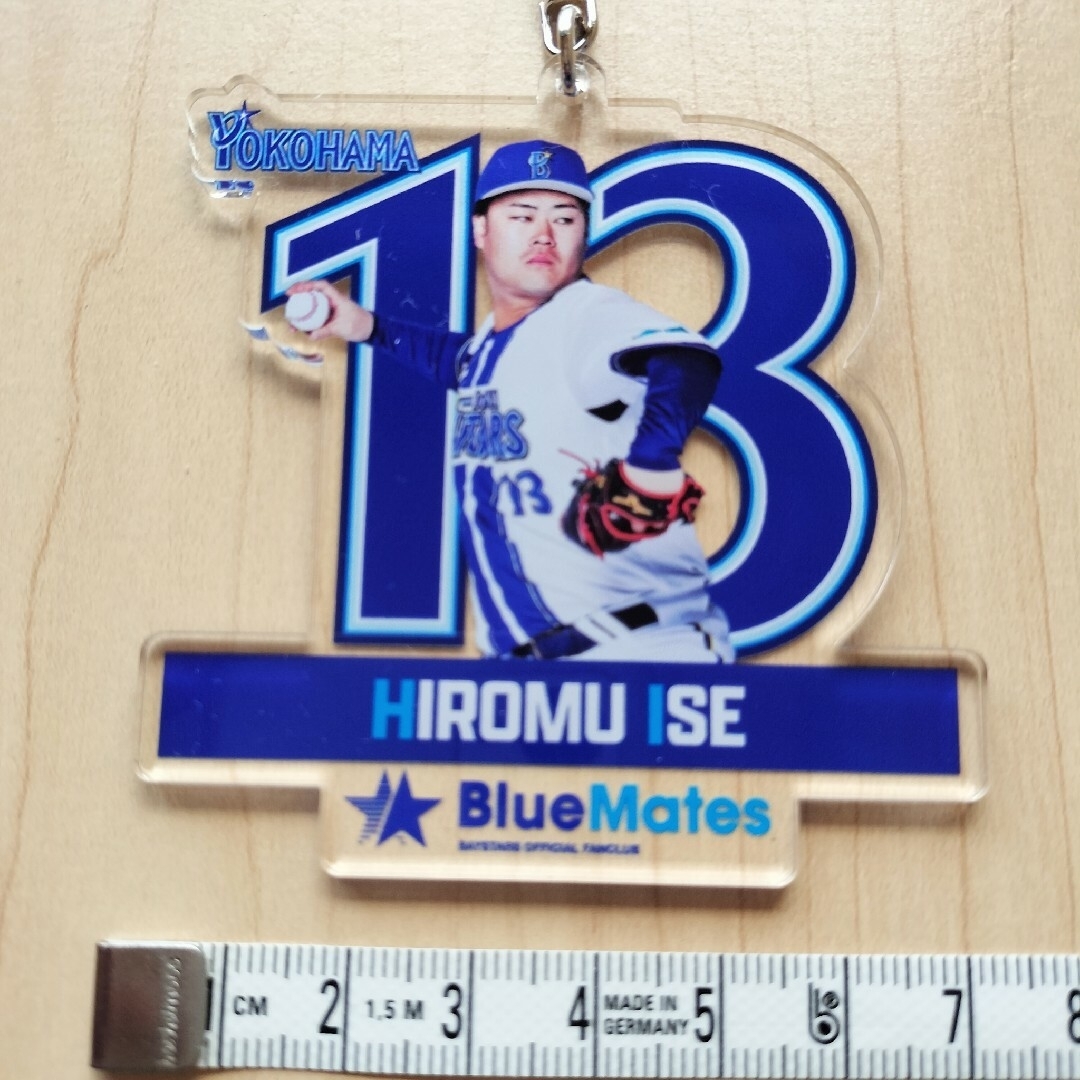 YOKOHAMA
13
STARS
13
HIROMU ISE
BlueMates
BAYSTARS OFFICIAL FANCLUB
1 CM 2 1,5 M 3 4 MADE IN GERMANY 5 7 8